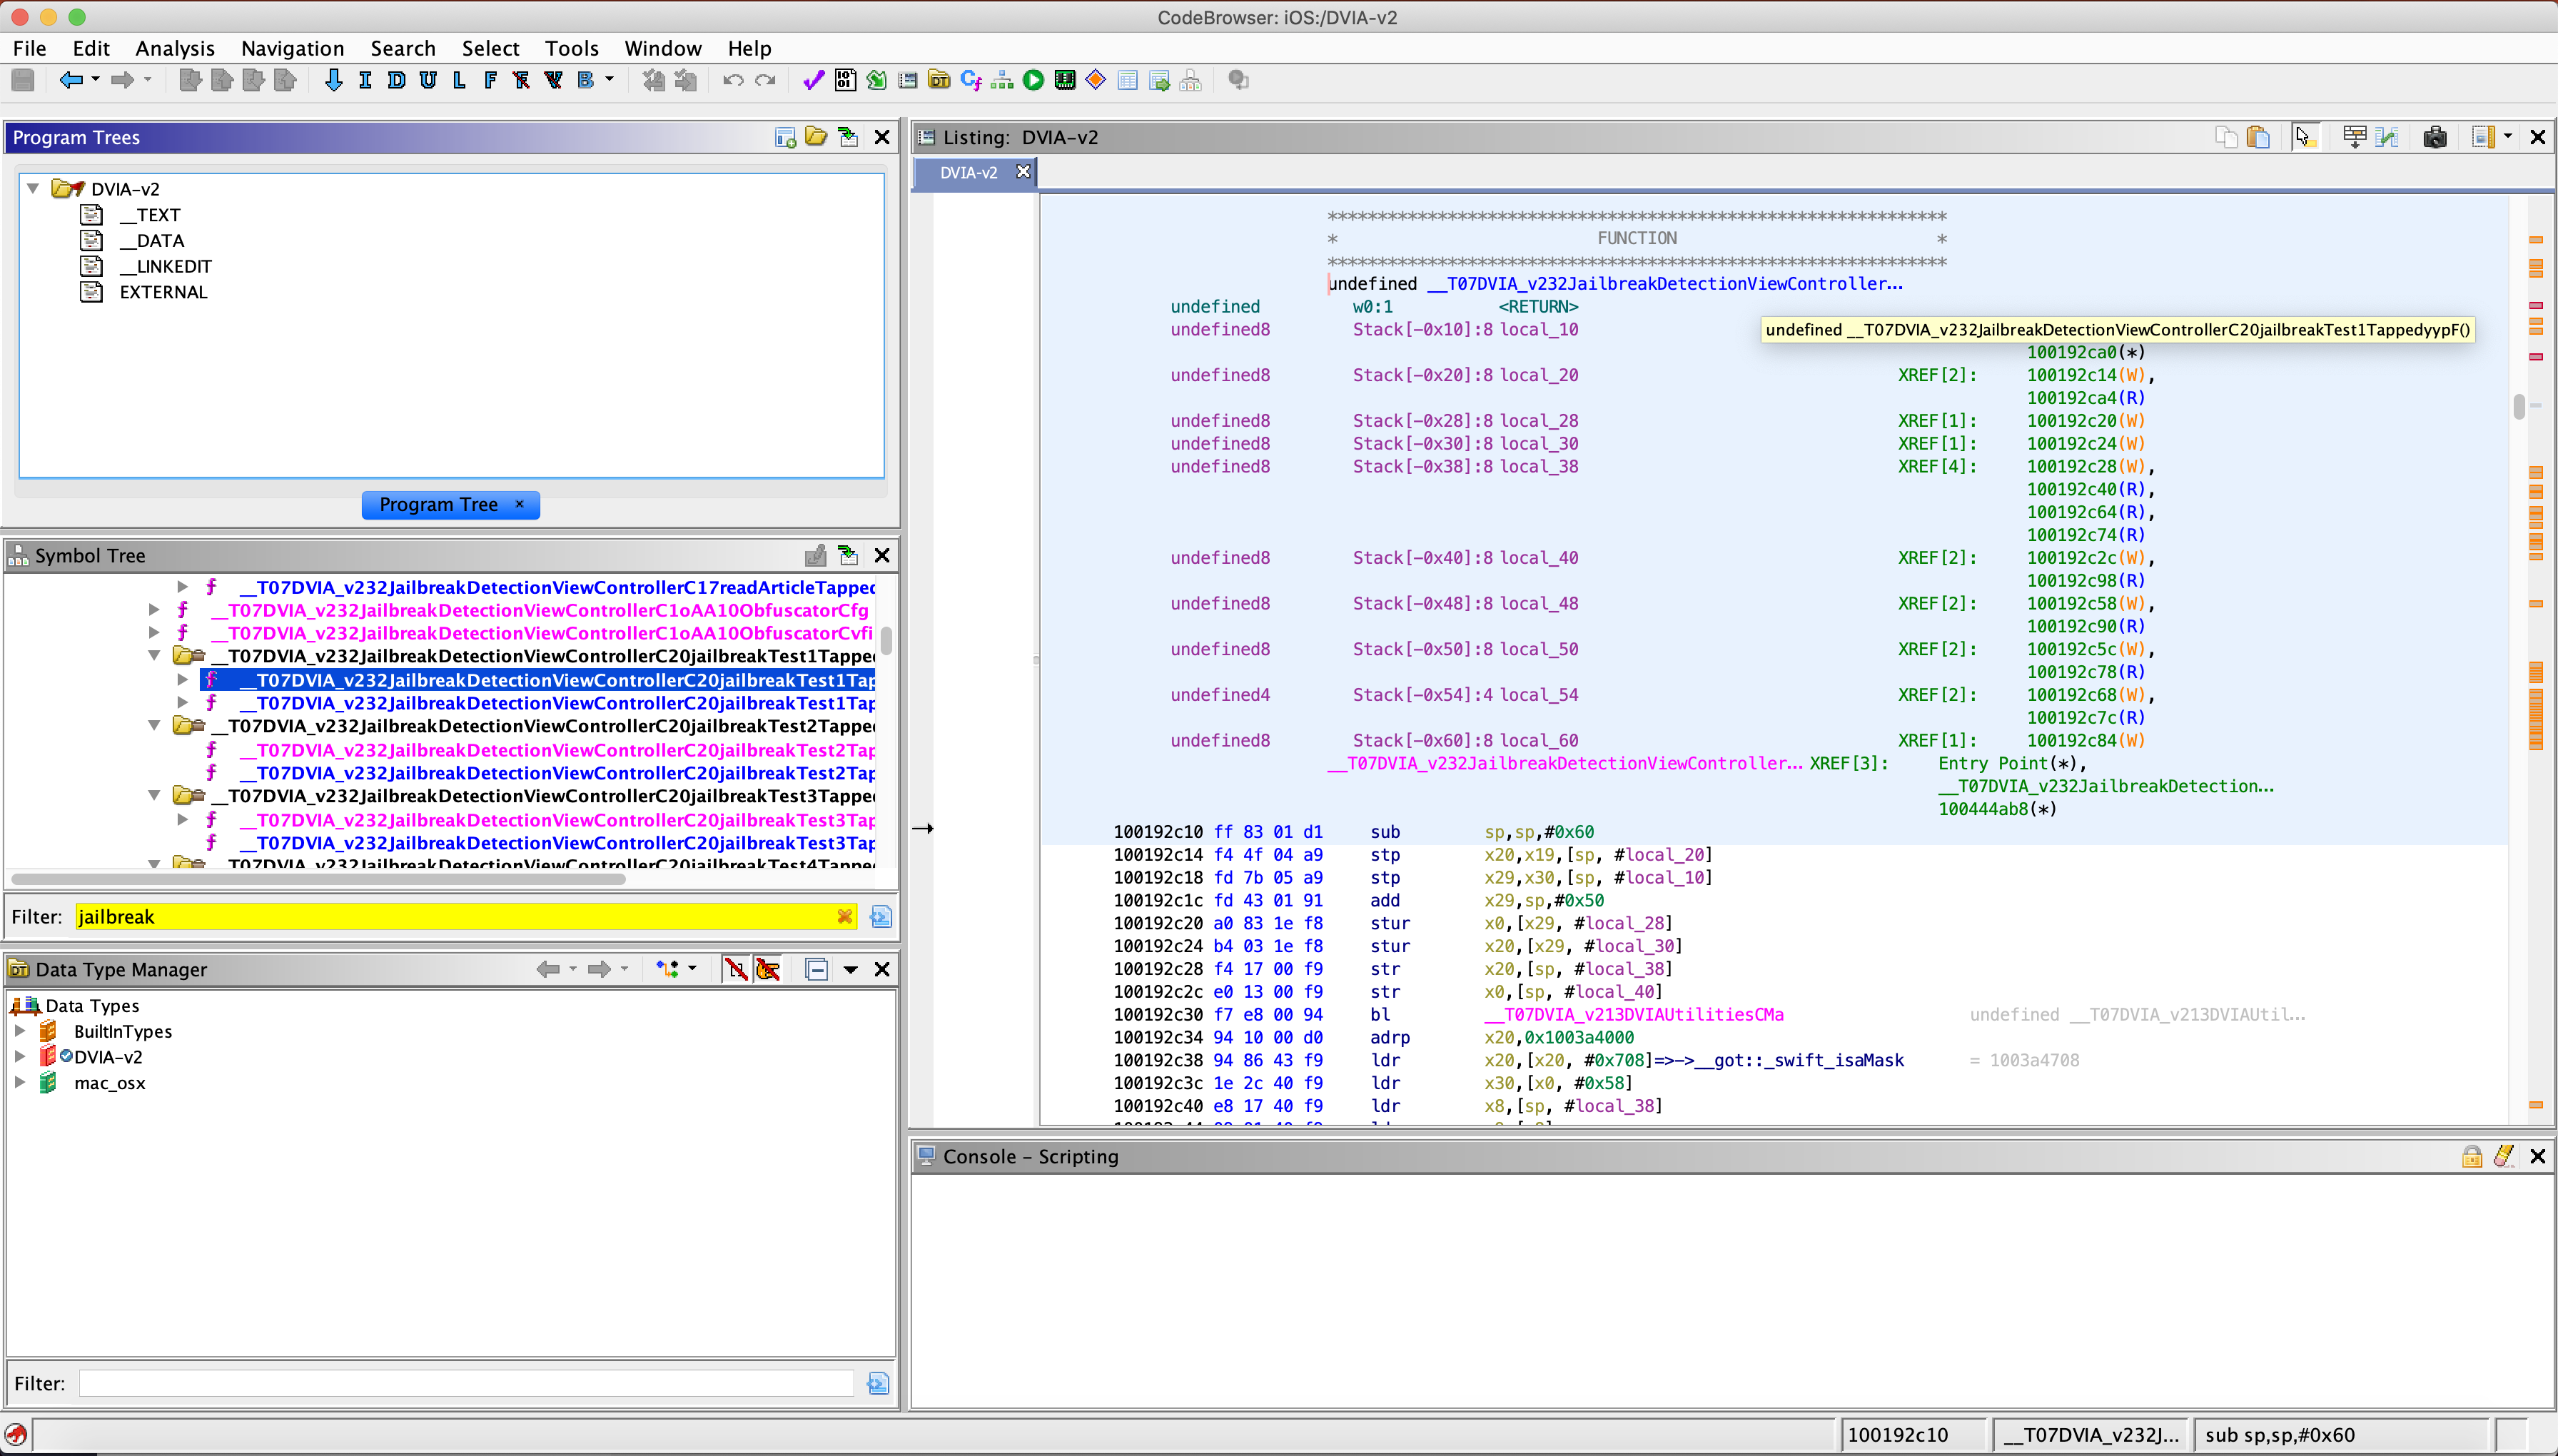 CodeBrowser: iOS:/DVIA-v2
File Edit Analysis Navigation Search Select Tools Window Help
Program Trees
DVIA-v2
__TEXT
__DATA
__LINKEDIT
EXTERNAL
Program Tree
Symbol Tree
__T07DVIA_v232JailbreakDetectionViewControllerC17readArticleTapped
__T07DVIA_v232JailbreakDetectionViewControllerC1oAA10ObfuscatorCfg
__T07DVIA_v232JailbreakDetectionViewControllerC1oAA10ObfuscatorCvfi
__T07DVIA_v232JailbreakDetectionViewControllerC20jailbreakTest1Tapped
__T07DVIA_v232JailbreakDetectionViewControllerC20jailbreakTest1Tap
__T07DVIA_v232JailbreakDetectionViewControllerC20jailbreakTest1Tap
__T07DVIA_v232JailbreakDetectionViewControllerC20jailbreakTest2Tapped
__T07DVIA_v232JailbreakDetectionViewControllerC20jailbreakTest2Tap
__T07DVIA_v232JailbreakDetectionViewControllerC20jailbreakTest2Tap
__T07DVIA_v232JailbreakDetectionViewControllerC20jailbreakTest3Tapped
__T07DVIA_v232JailbreakDetectionViewControllerC20jailbreakTest3Tap
__T07DVIA_v232JailbreakDetectionViewControllerC20jailbreakTest3Tap
__T07DVIA_v232JailbreakDetectionViewControllerC20jailbreakTest4Tapped
Filter: jailbreak
Data Type Manager
Data Types
BuiltInTypes
DVIA-v2
mac_osx
Filter:
Listing: DVIA-v2
DVIA-v2
**************************************************************
* FUNCTION *
**************************************************************
undefined __T07DVIA_v232JailbreakDetectionViewController...
undefined w0:1 <RETURN>
undefined8 Stack[-0x10]:8 local_10
undefined __T07DVIA_v232JailbreakDetectionViewControllerC20jailbreakTest1TappedyypF()
100192ca0(*)
undefined8 Stack[-0x20]:8 local_20 XREF[2]: 100192c14(W),
100192ca4(R)
undefined8 Stack[-0x28]:8 local_28 XREF[1]: 100192c20(W)
undefined8 Stack[-0x30]:8 local_30 XREF[1]: 100192c24(W)
undefined8 Stack[-0x38]:8 local_38 XREF[4]: 100192c28(W),
100192c40(R),
100192c64(R),
100192c74(R)
undefined8 Stack[-0x40]:8 local_40 XREF[2]: 100192c2c(W),
100192c98(R)
undefined8 Stack[-0x48]:8 local_48 XREF[2]: 100192c58(W),
100192c90(R)
undefined8 Stack[-0x50]:8 local_50 XREF[2]: 100192c5c(W),
100192c78(R)
undefined4 Stack[-0x54]:4 local_54 XREF[2]: 100192c68(W),
100192c7c(R)
undefined8 Stack[-0x60]:8 local_60 XREF[1]: 100192c84(W)
__T07DVIA_v232JailbreakDetectionViewController... XREF[3]: Entry Point(*),
__T07DVIA_v232JailbreakDetection...
100444ab8(*)
100192c10 ff 83 01 d1 sub sp,sp,#0x60
100192c14 f4 4f 04 a9 stp x20,x19,[sp, #local_20]
100192c18 fd 7b 05 a9 stp x29,x30,[sp, #local_10]
100192c1c fd 43 01 91 add x29,sp,#0x50
100192c20 a0 83 1e f8 stur x0,[x29, #local_28]
100192c24 b4 03 1e f8 stur x20,[x29, #local_30]
100192c28 f4 17 00 f9 str x20,[sp, #local_38]
100192c2c e0 13 00 f9 str x0,[sp, #local_40]
100192c30 f7 e8 00 94 bl __T07DVIA_v213DVIAUtilitiesCMa undefined __T07DVIA_v213DVIAUtil...
100192c34 94 10 00 d0 adrp x20,0x1003a4000
100192c38 94 86 43 f9 ldr x20,[x20, #0x708]=>->__got::_swift_isaMask = 1003a4708
100192c3c 1e 2c 40 f9 ldr x30,[x0, #0x58]
100192c40 e8 17 40 f9 ldr x8,[sp, #local_38]
Console - Scripting
100192c10 __T07DVIA_v232J... sub sp,sp,#0x60